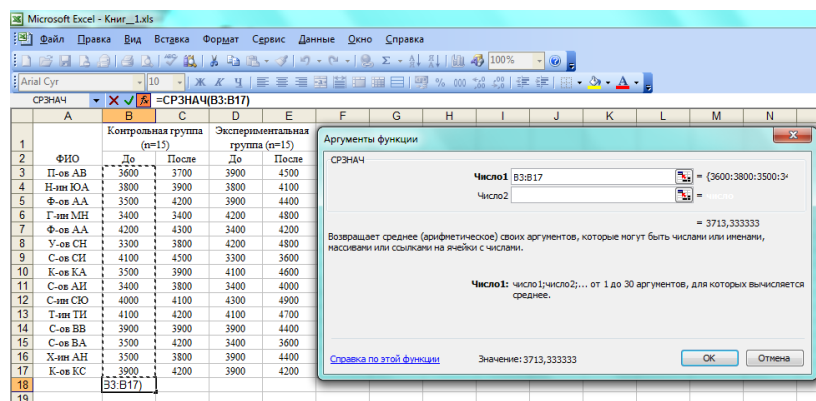 Microsoft Excel - Книг__1.xls
Файл Правка Вид Вставка Формат Сервис Данные Окно Справка
100%
Arial Cyr 10 Ж К Ч % 000
СРЗНАЧ =СРЗНАЧ(B3:B17)
A B C D E F G H I J K L M N
1 Контрольная группа (n=15) Экспериментальная группа (n=15)
2 ФИО До После До После
3 П-ов АВ 3600 3700 3900 4500
4 Н-ин ЮА 3800 3900 3800 4100
5 Ф-ов АА 3500 4200 3900 4400
6 Г-ин МН 3400 3400 4200 4800
7 Ф-ов АА 4200 4300 3400 4200
8 У-ов СН 3300 3800 4200 4800
9 С-ов СИ 4100 4500 3300 3600
10 К-ов КА 3500 3900 4100 4600
11 С-ов АИ 3400 3800 3400 4000
12 С-ин СЮ 4000 4100 4300 4900
13 Т-ин ТИ 4100 4200 4100 4700
14 С-ов ВВ 3900 3900 3900 4400
15 С-ов ВА 3500 4200 3400 3600
16 Х-ин АН 3500 3800 3900 4400
17 К-ов КС 3900 4200 3900 4200
18 B3:B17)
19
Аргументы функции
СРЗНАЧ
Число1 B3:B17 = {3600:3800:3500:34
Число2 =
= 3713,333333
Возвращает среднее (арифметическое) своих аргументов, которые могут быть числами или именами,
массивами или ссылками на ячейки с числами.
Число1: число1;число2;... от 1 до 30 аргументов, для которых вычисляется
среднее.
Справка по этой функции Значение: 3713,333333 ОК Отмена